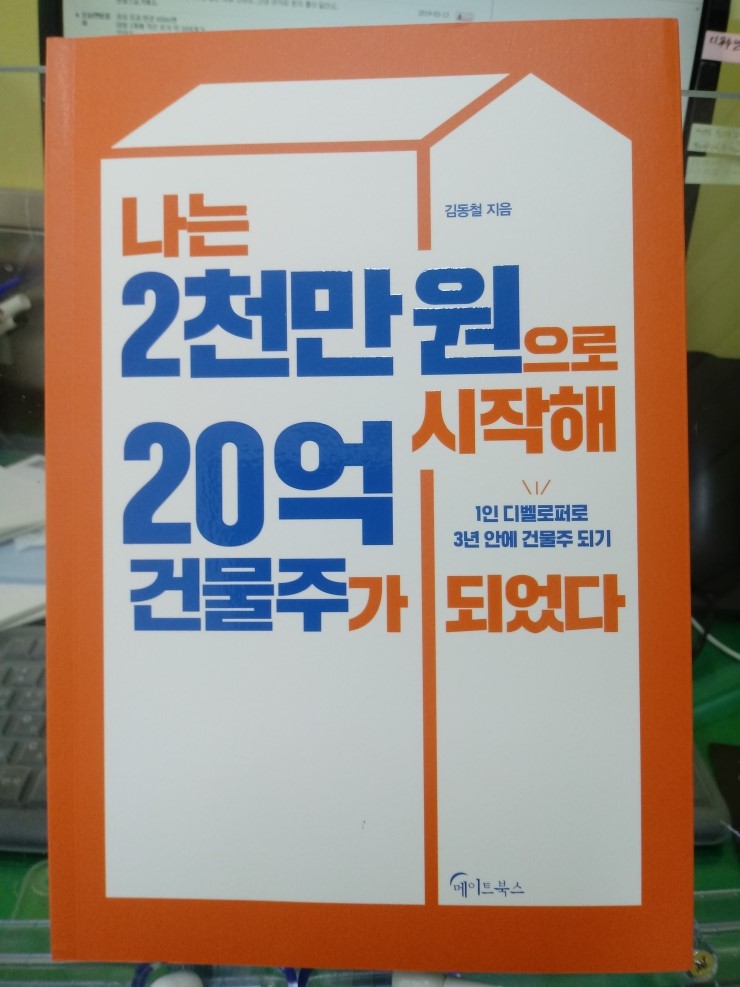 김동철 지음
나는
2천만 원으로
시작해
20억
건물주가
되었다
1인 디벨로퍼로
3년 안에 건물주 되기
메이트북스